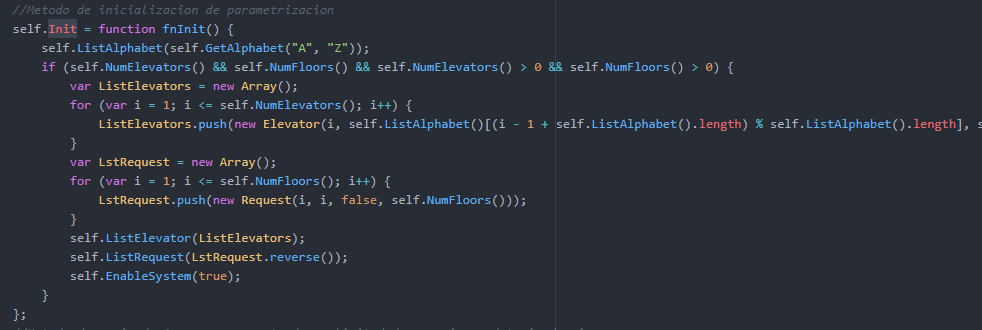 //Metodo de inicializacion de parametrizacion
self.Init = function fnInit() {
self.ListAlphabet(self.GetAlphabet("A", "Z"));
if (self.NumElevators() && self.NumFloors() && self.NumElevators() > 0 && self.NumFloors() > 0) {
var ListElevators = new Array();
for (var i = 1; i <= self.NumElevators(); i++) {
ListElevators.push(new Elevator(i, self.ListAlphabet()[(i - 1 + self.ListAlphabet().length) % self.ListAlphabet().length], s
}
var LstRequest = new Array();
for (var i = 1; i <= self.NumFloors(); i++) {
LstRequest.push(new Request(i, i, false, self.NumFloors()));
}
self.ListElevator(ListElevators);
self.ListRequest(LstRequest.reverse());
self.EnableSystem(true);
}
};